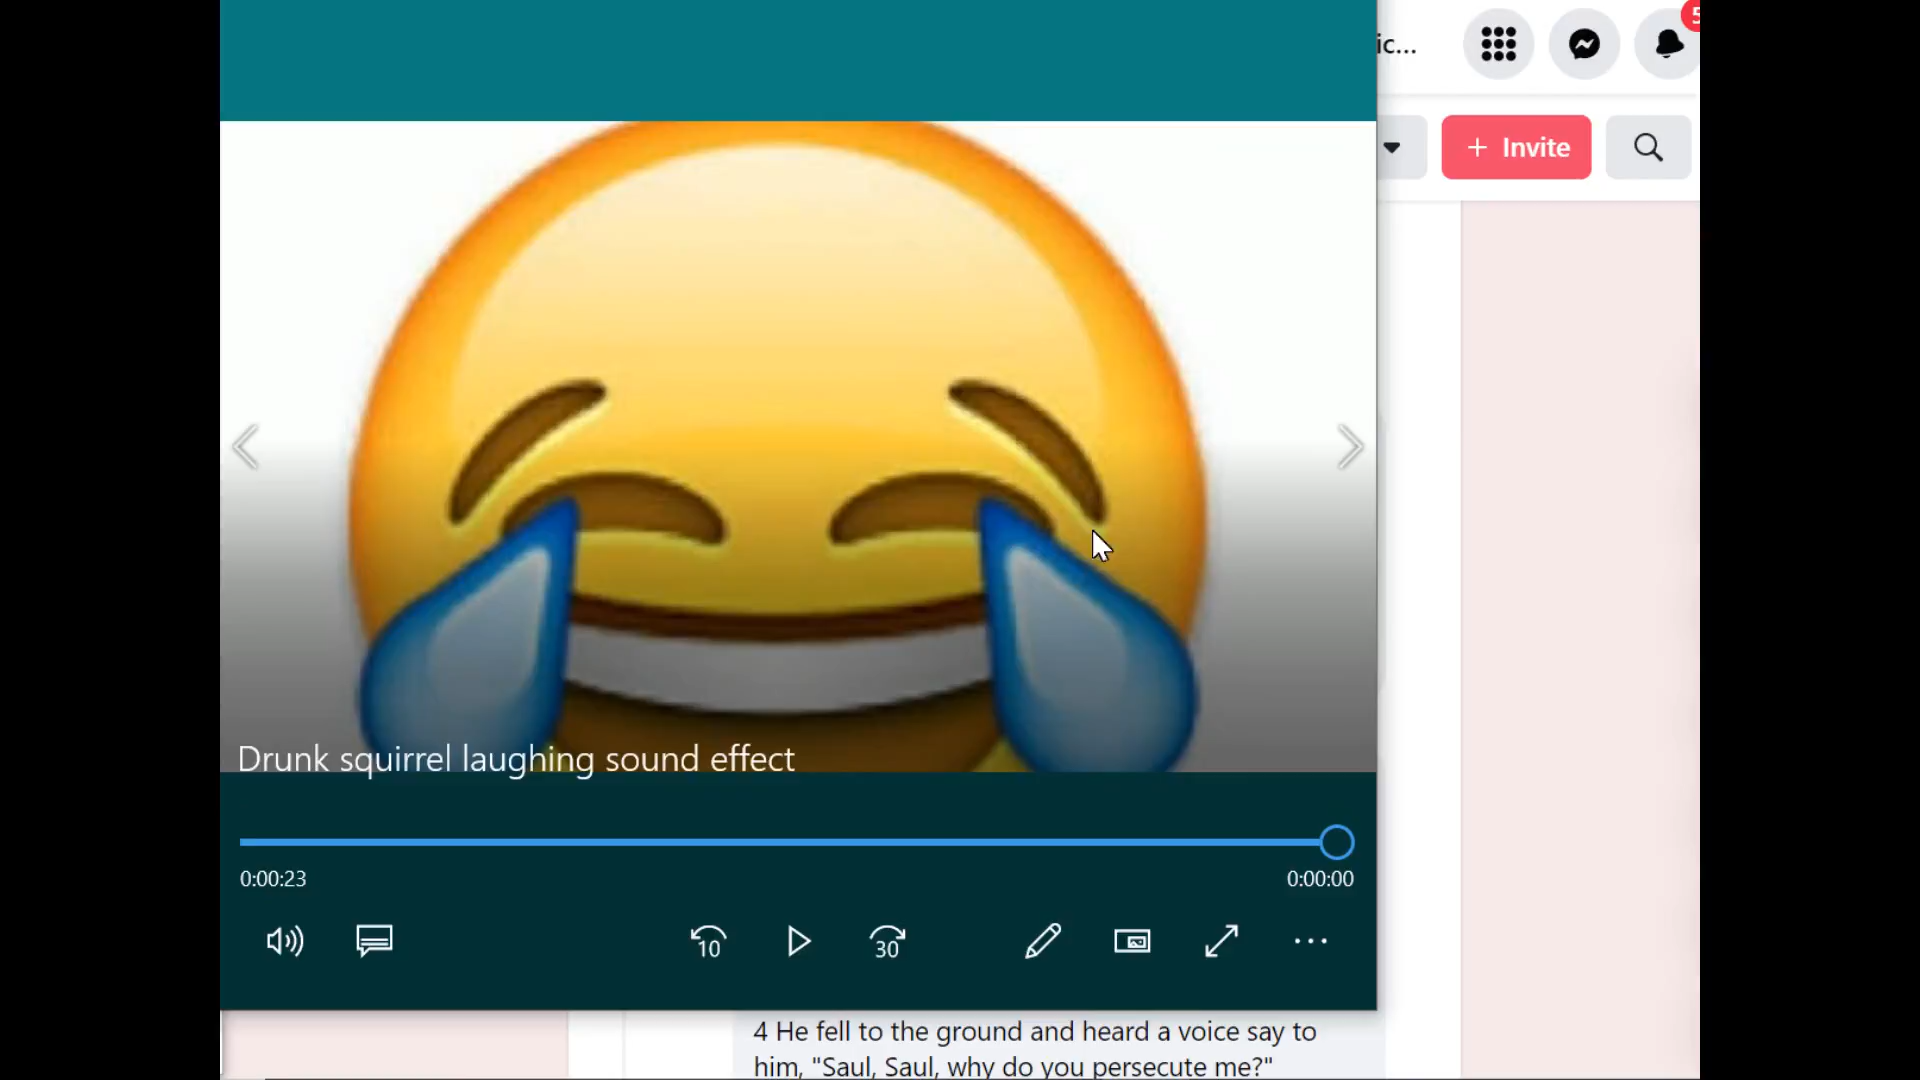 ic...
5
+ Invite
Drunk squirrel laughing sound effect
0:00:23
0:00:00
10
30
4 He fell to the ground and heard a voice say to
him, "Saul, Saul, why do you persecute me?"